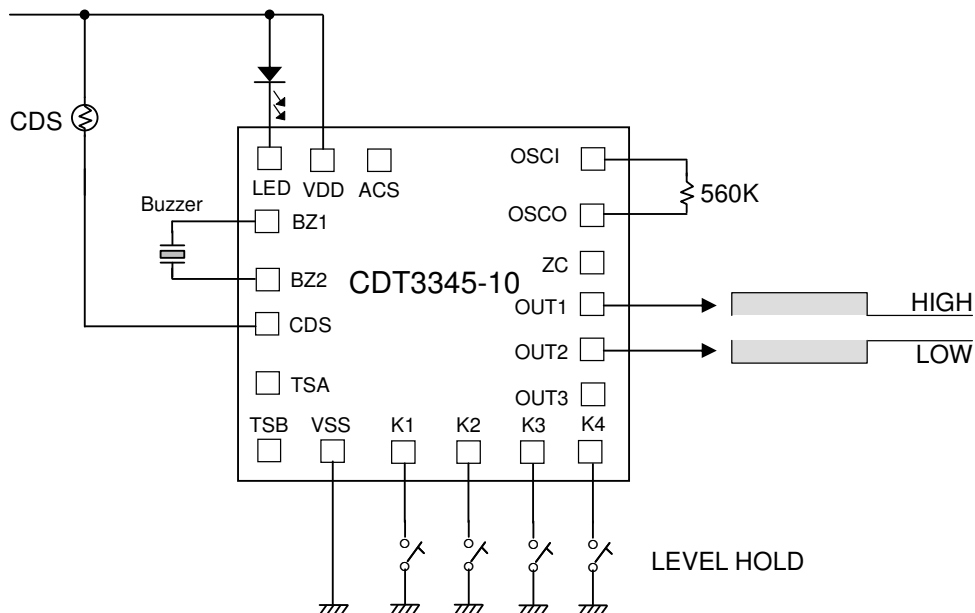 CDS
LED VDD ACS
OSCI
560K
OSCO
Buzzer
BZ1
ZC
BZ2
CDT3345-10
OUT1
HIGH
CDS
OUT2
LOW
TSA
OUT3
TSB VSS K1 K2 K3 K4
LEVEL HOLD